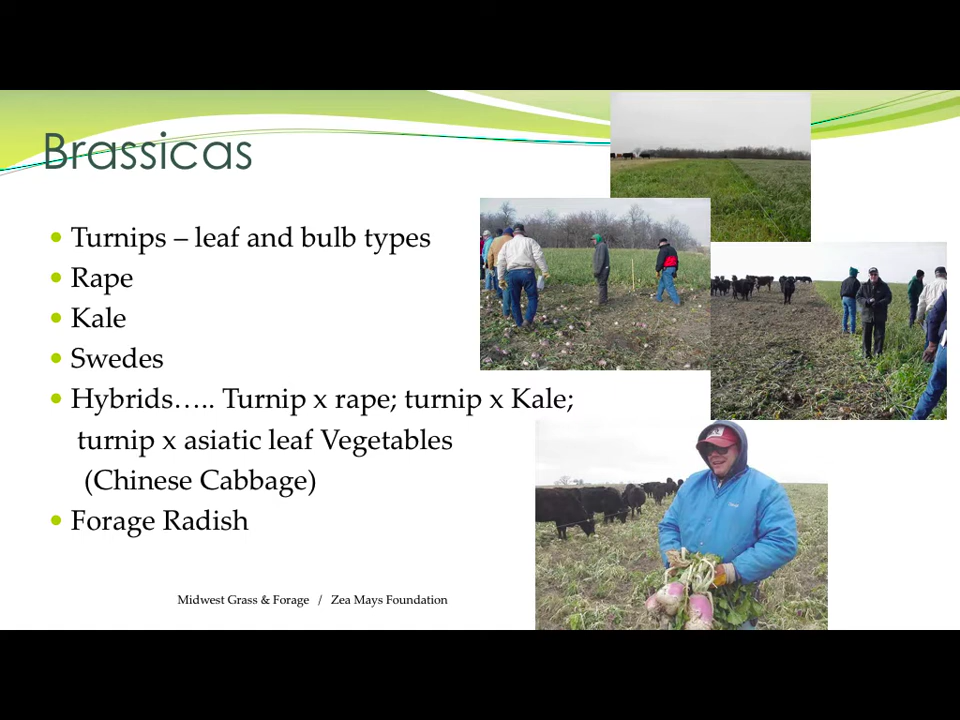 Brassicas
• Turnips – leaf and bulb types
• Rape
• Kale
• Swedes
• Hybrids….. Turnip x rape; turnip x Kale;
turnip x asiatic leaf Vegetables
(Chinese Cabbage)
• Forage Radish
Midwest Grass & Forage / Zea Mays Foundation